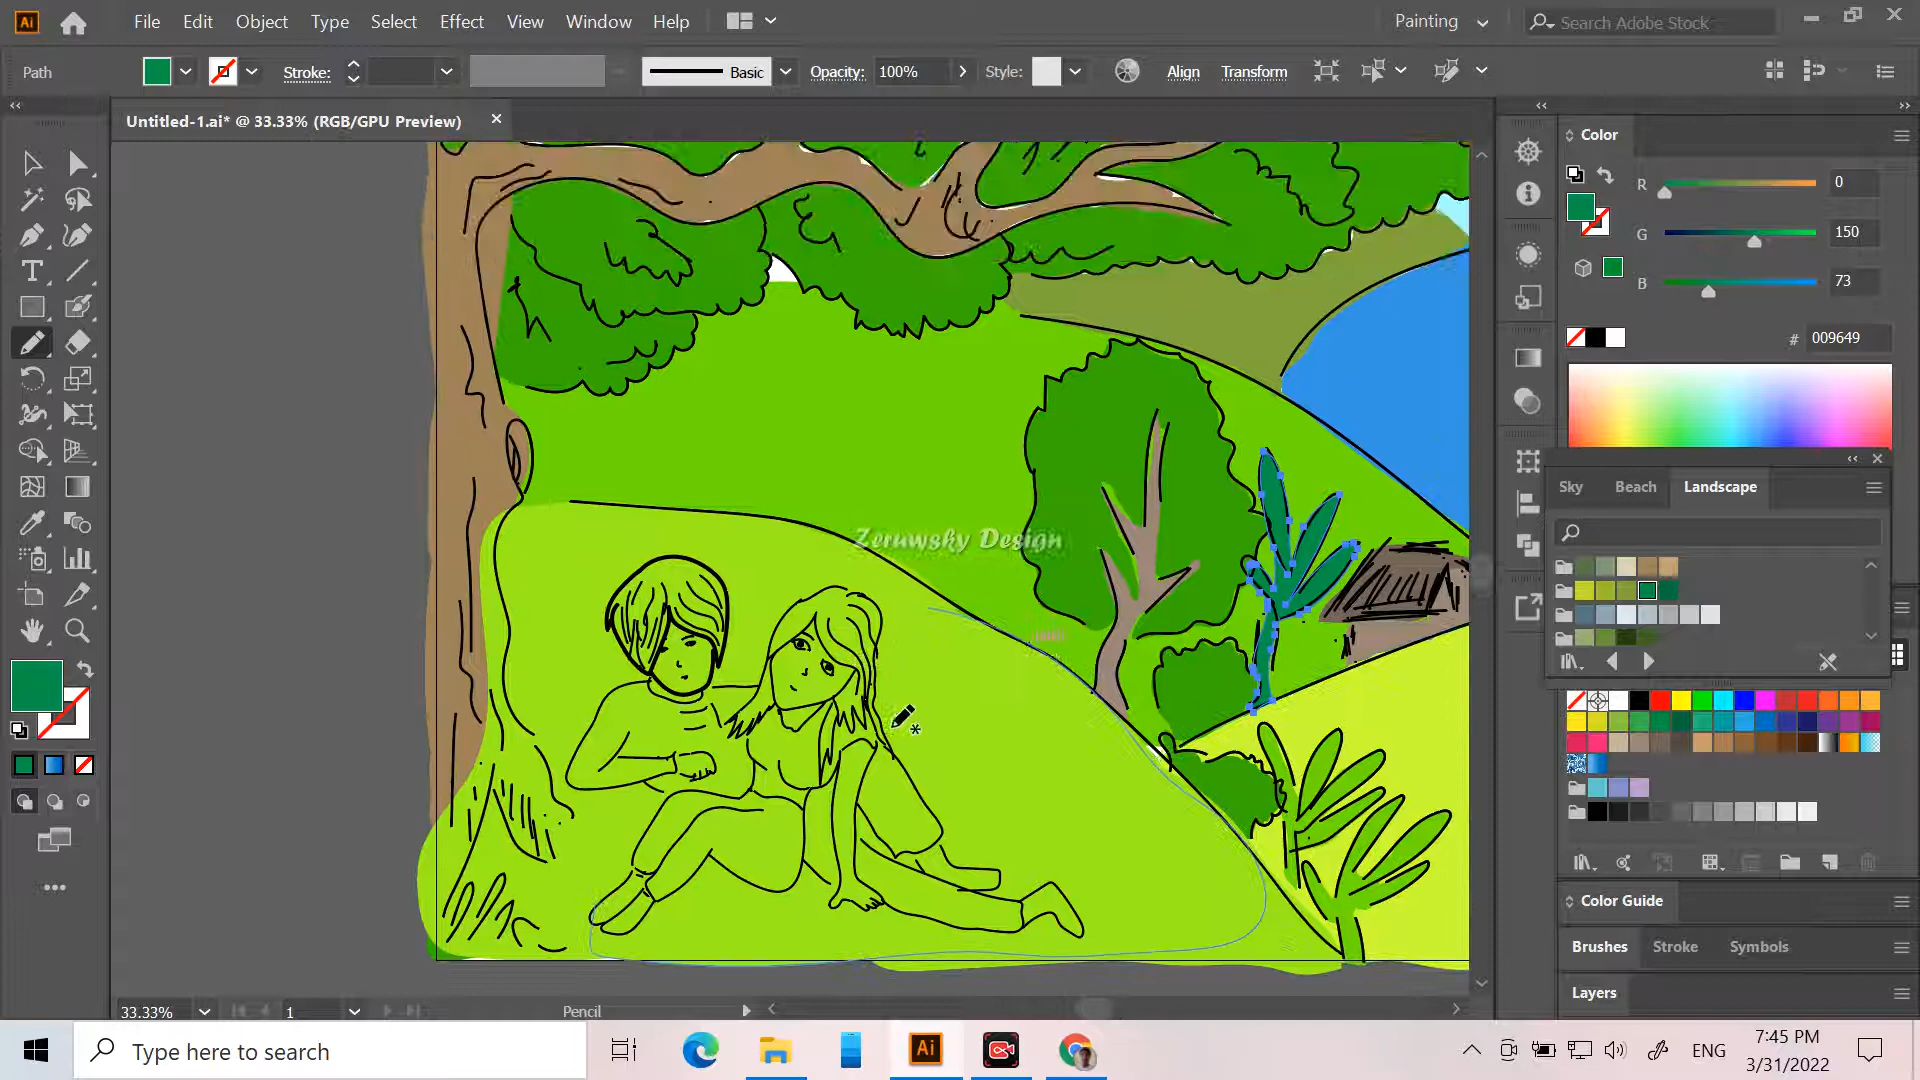 Ai File Edit Object Type Select Effect View Window Help Painting Search Adobe Stock
Path Stroke: Basic Opacity: 100% Style: Align Transform
Untitled-1.ai* @ 33.33% (RGB/GPU Preview)
Color
R 0
G 150
B 73
# 009649
Sky Beach Landscape
Zeruwsky Design
Color Guide
Brushes Stroke Symbols
Layers
33.33% 1 Pencil
Type here to search
Ai
ENG
7:45 PM
3/31/2022